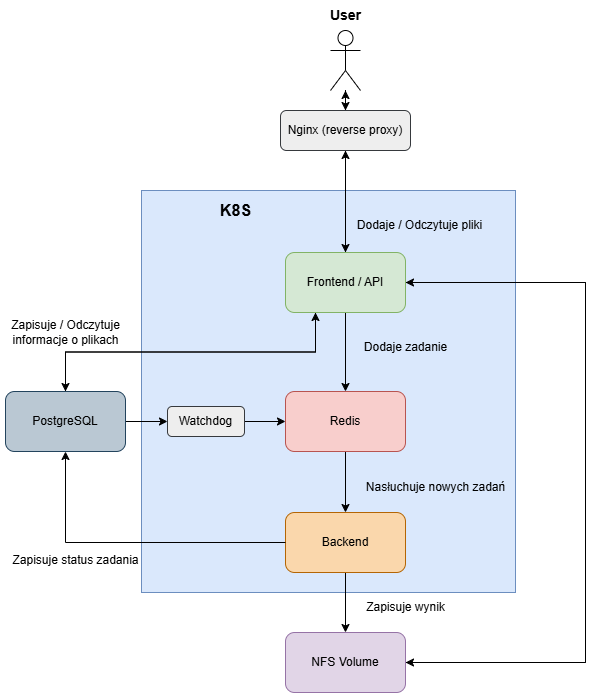 User
Nginx (reverse proxy)
K8S
Dodaje / Odczytuje pliki
Frontend / API
Zapisuje / Odczytuje
informacje o plikach
Dodaje zadanie
PostgreSQL
Watchdog
Redis
Nasłuchuje nowych zadań
Backend
Zapisuje status zadania
Zapisuje wynik
NFS Volume